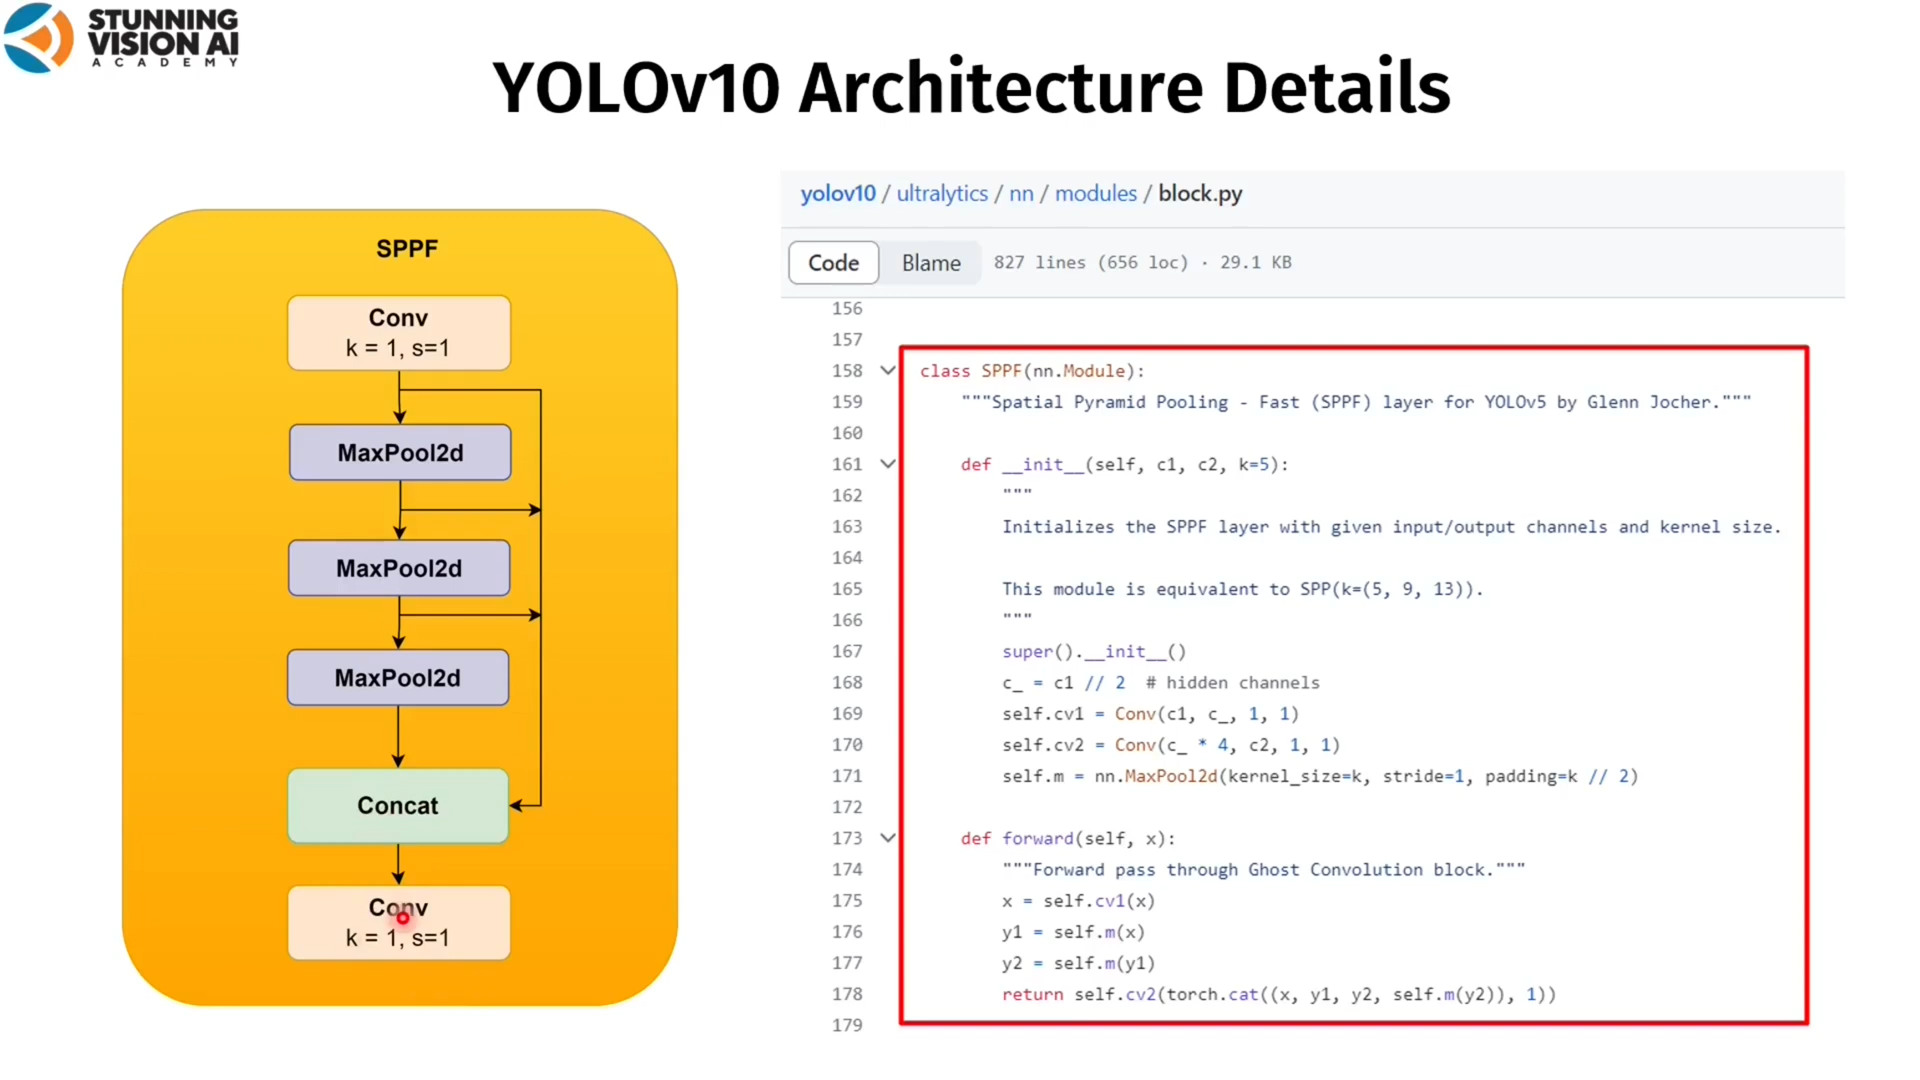 STUNNING
VISION AI
ACADEMY
YOLOv10 Architecture Details
SPPF
Conv
k = 1, s=1
MaxPool2d
MaxPool2d
MaxPool2d
Concat
Conv
k = 1, s=1
yolov10 / ultralytics / nn / modules / block.py
Code Blame 827 lines (656 loc) · 29.1 KB
156
157
158 class SPPF(nn.Module):
159 """Spatial Pyramid Pooling - Fast (SPPF) layer for YOLOv5 by Glenn Jocher."""
160
161 def __init__(self, c1, c2, k=5):
162 """
163 Initializes the SPPF layer with given input/output channels and kernel size.
164
165 This module is equivalent to SPP(k=(5, 9, 13)).
166 """
167 super().__init__()
168 c_ = c1 // 2 # hidden channels
169 self.cv1 = Conv(c1, c_, 1, 1)
170 self.cv2 = Conv(c_ * 4, c2, 1, 1)
171 self.m = nn.MaxPool2d(kernel_size=k, stride=1, padding=k // 2)
172
173 def forward(self, x):
174 """Forward pass through Ghost Convolution block."""
175 x = self.cv1(x)
176 y1 = self.m(x)
177 y2 = self.m(y1)
178 return self.cv2(torch.cat((x, y1, y2, self.m(y2)), 1))
179